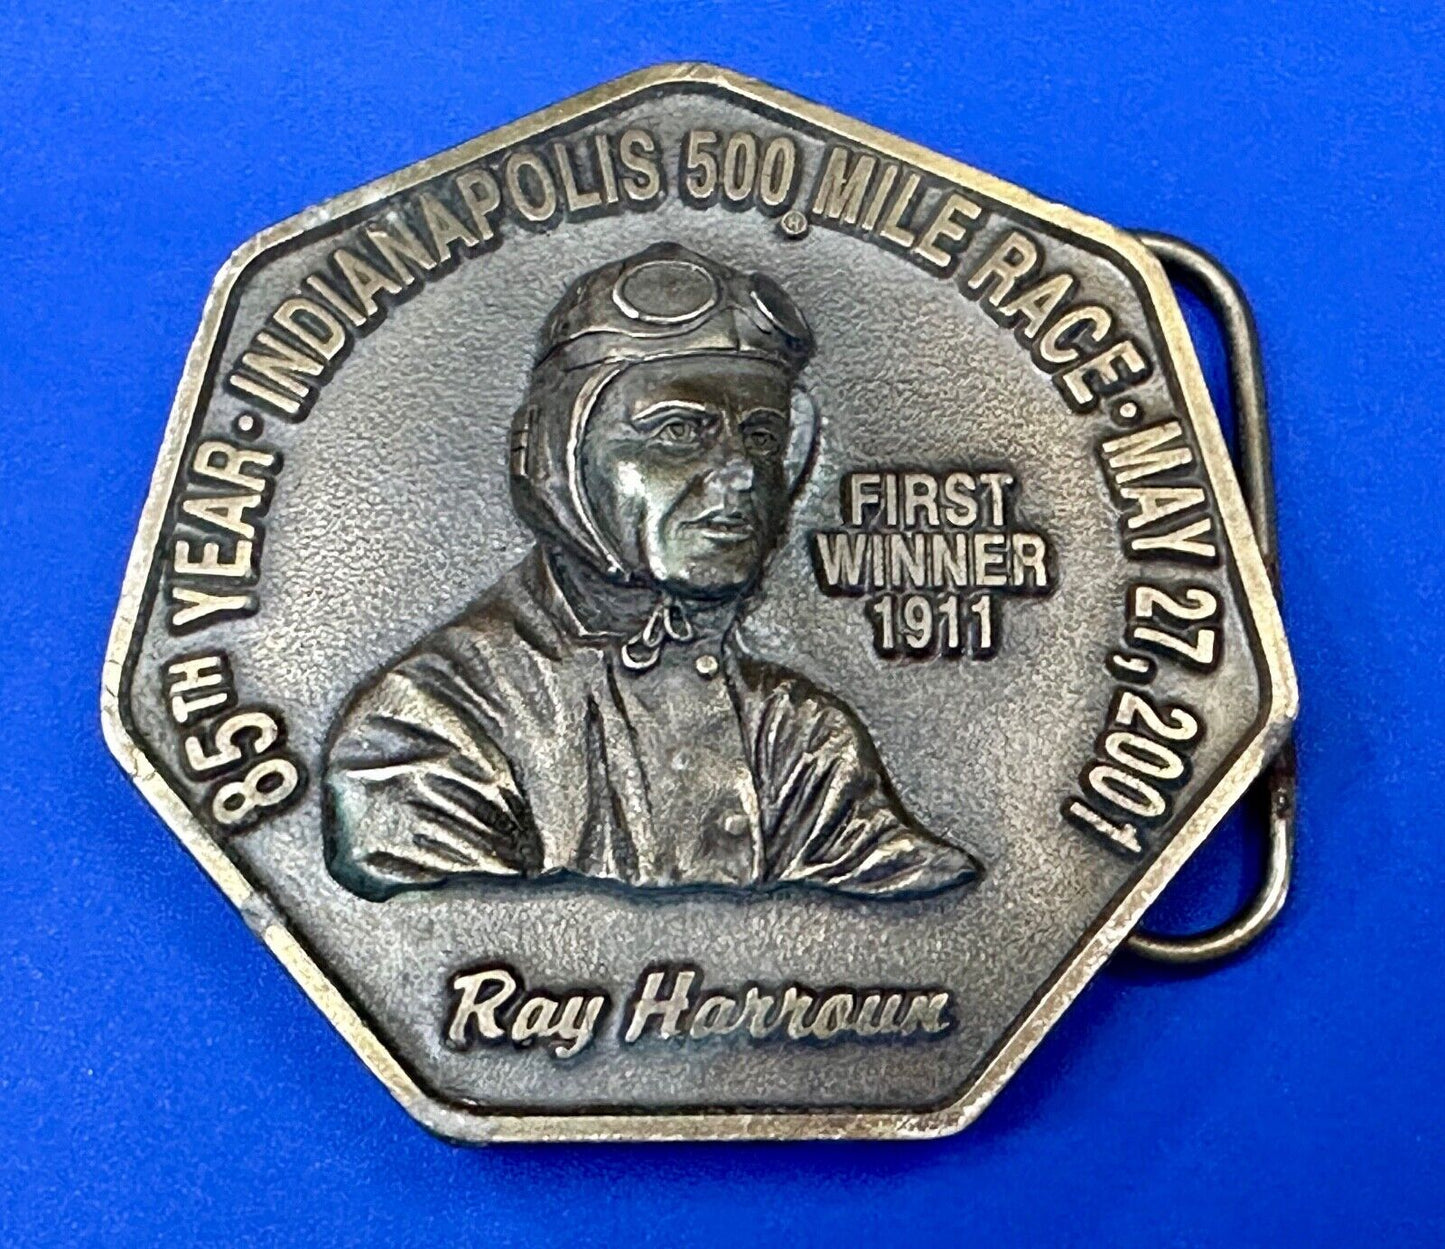 85TH YEAR · INDIANAPOLIS 500® MILE RACE · MAY 27, 2001
FIRST
WINNER
1911
Ray Harroun